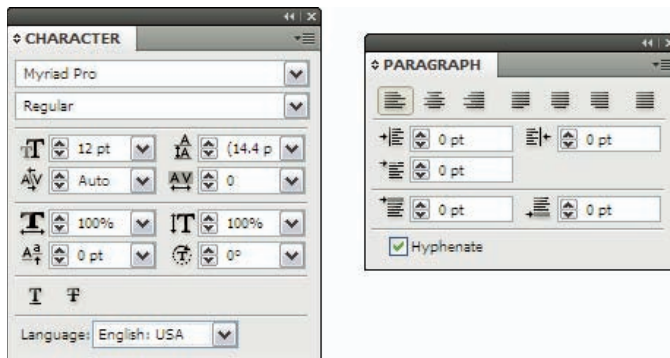 CHARACTER
Myriad Pro
Regular
12 pt (14.4 p
Auto 0
100% 100%
0 pt 0°
T T
Language: English: USA
PARAGRAPH
0 pt 0 pt
0 pt
0 pt 0 pt
Hyphenate